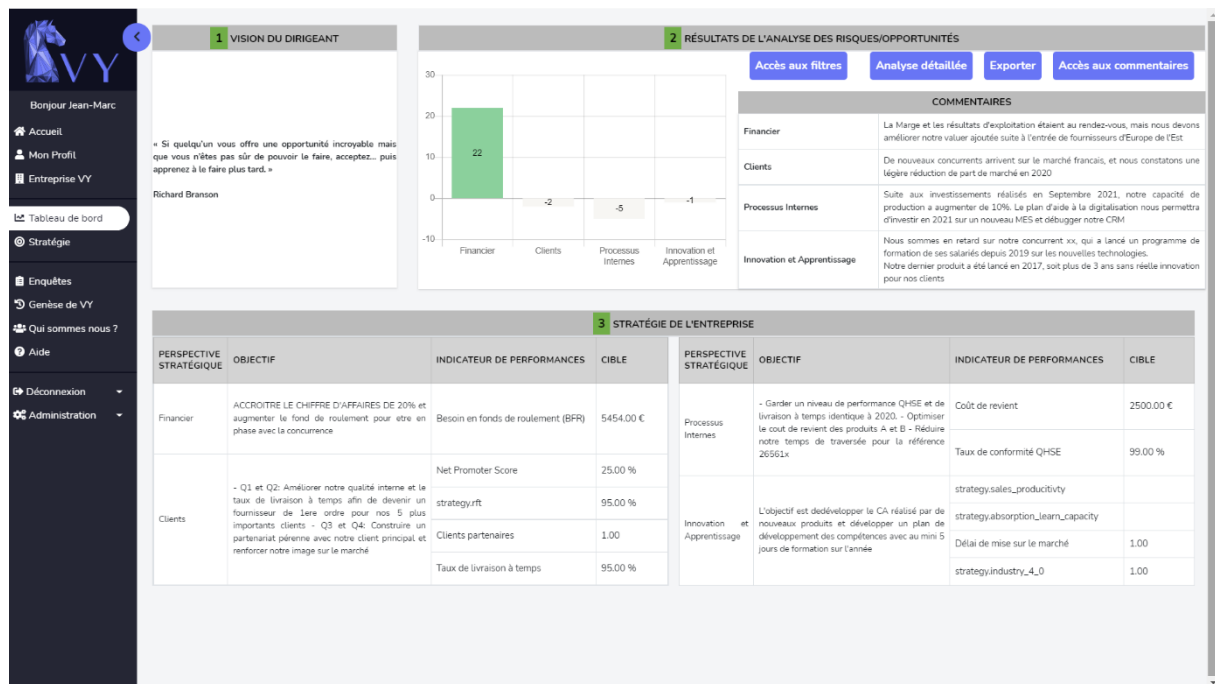 VY
Bonjour Jean-Marc
Accueil
Mon Profil
Entreprise VY
Tableau de bord
Stratégie
Enquêtes
Genèse de VY
Qui sommes nous ?
Aide
Déconnexion
Administration
1 VISION DU DIRIGEANT
« Si quelqu'un vous offre une opportunité incroyable mais
que vous n'êtes pas sûr de pouvoir le faire, acceptez... puis
apprenez à le faire plus tard. »
Richard Branson
2 RÉSULTATS DE L'ANALYSE DES RISQUES/OPPORTUNITÉS
30
20
10
0
-10
22
-2
-5
-1
Financier
Clients
Processus
Internes
Innovation et
Apprentissage
Accès aux filtres
Analyse détaillée
Exporter
Accès aux commentaires
COMMENTAIRES
Financier
La Marge et les résultats d'exploitation étaient au rendez-vous, mais nous devons
améliorer notre valuer ajoutée suite à l'entrée de fournisseurs d'Europe de l'Est
Clients
De nouveaux concurrents arrivent sur le marché francais, et nous constatons une
légère réduction de part de marché en 2020
Processus Internes
Suite aux investissements réalisés en Septembre 2021, notre capacité de
production a augmenter de 10%. Le plan d'aide à la digitalisation nous permettra
d'investir en 2021 sur un nouveau MES et débugger notre CRM
Innovation et Apprentissage
Nous sommes en retard sur notre concurrent xx, qui a lancé un programme de
formation de ses salariés depuis 2019 sur les nouvelles technologies.
Notre dernier produit a été lancé en 2017, soit plus de 3 ans sans réelle innovation
pour nos clients
3 STRATÉGIE DE L'ENTREPRISE
PERSPECTIVE
STRATÉGIQUE
OBJECTIF
INDICATEUR DE PERFORMANCES
CIBLE
Financier
ACCROITRE LE CHIFFRE D'AFFAIRES DE 20% et
augmenter le fond de roulement pour etre en
phase avec la concurrence
Besoin en fonds de roulement (BFR)
5454.00 €
Clients
- Q1 et Q2: Améliorer notre qualité interne et le
taux de livraison à temps afin de devenir un
fournisseur de 1ere ordre pour nos 5 plus
importants clients - Q3 et Q4: Construire un
partenariat pérenne avec notre client principal et
renforcer notre image sur le marché
Net Promoter Score
25.00 %
strategy.rft
95.00 %
Clients partenaires
1.00
Taux de livraison à temps
95.00 %
PERSPECTIVE
STRATÉGIQUE
OBJECTIF
INDICATEUR DE PERFORMANCES
CIBLE
Processus
Internes
- Garder un niveau de performance QHSE et de
livraison à temps identique à 2020. - Optimiser
le cout de revient des produits A et B - Réduire
notre temps de traversée pour la référence
26561x
Coût de revient
2500.00 €
Taux de conformité QHSE
99.00 %
Innovation et
Apprentissage
L'objectif est dedévelopper le CA réalisé par de
nouveaux produits et développer un plan de
développement des compétences avec au mini 5
jours de formation sur l'année
strategy.sales_producitivty
strategy.absorption_learn_capacity
Délai de mise sur le marché
1.00
strategy.industry_4_0
1.00